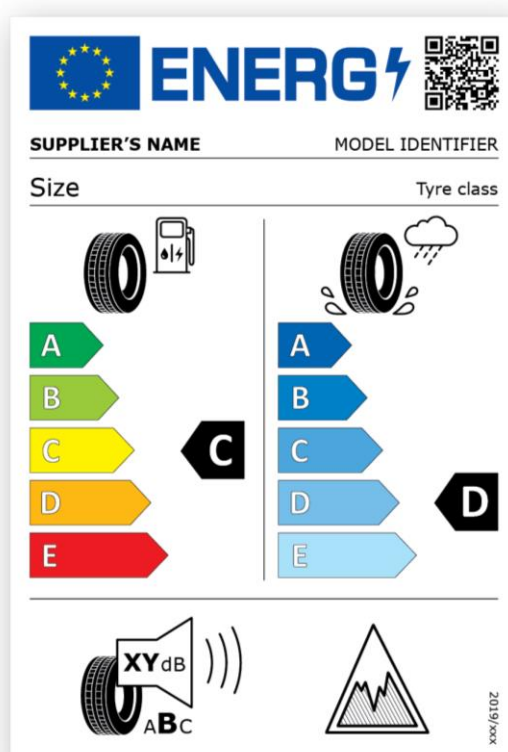 ENERG
SUPPLIER'S NAME MODEL IDENTIFIER
Size Tyre class
A A
B B
C C C
D D D
E E
XYdB
ABC
2019/xxx